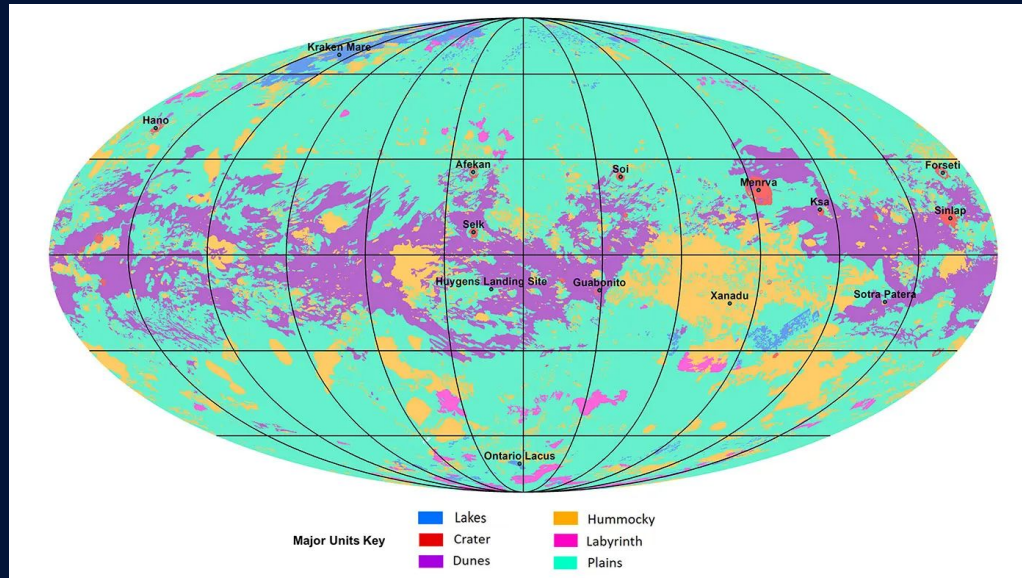 Kraken Mare
Hano
Afekan
Soi
Forseti
Menrva
Ksa
Sinlap
Selk
Huygens Landing Site
Guabonito
Xanadu
Sotra Patera
Ontario Lacus
Major Units Key
Lakes
Crater
Dunes
Hummocky
Labyrinth
Plains